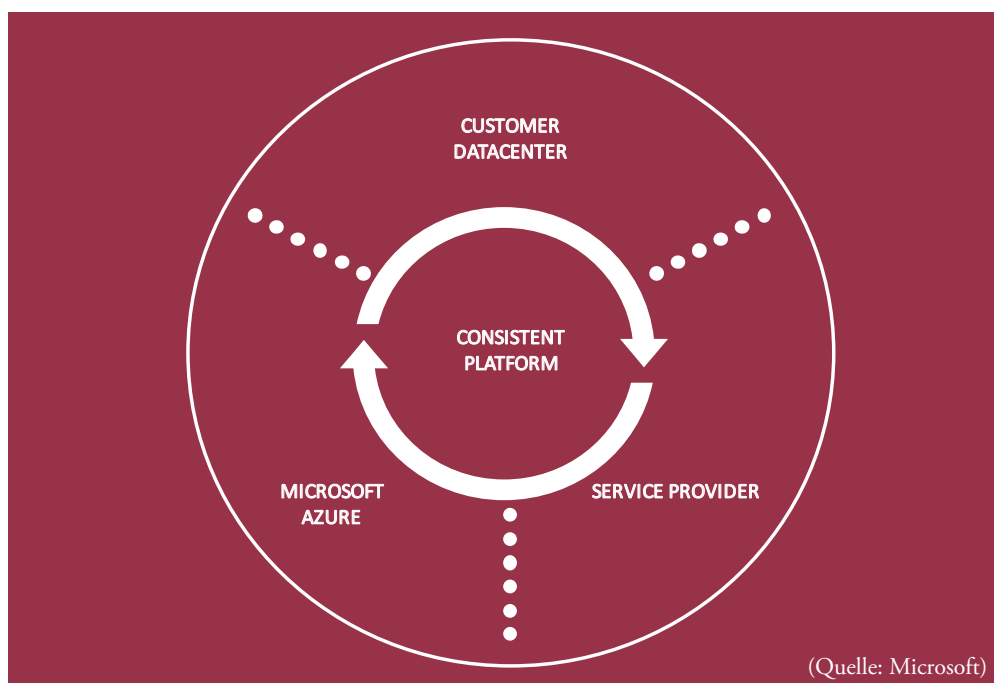 CUSTOMER
DATACENTER
CONSISTENT
PLATFORM
MICROSOFT
AZURE
SERVICE PROVIDER
(Quelle: Microsoft)